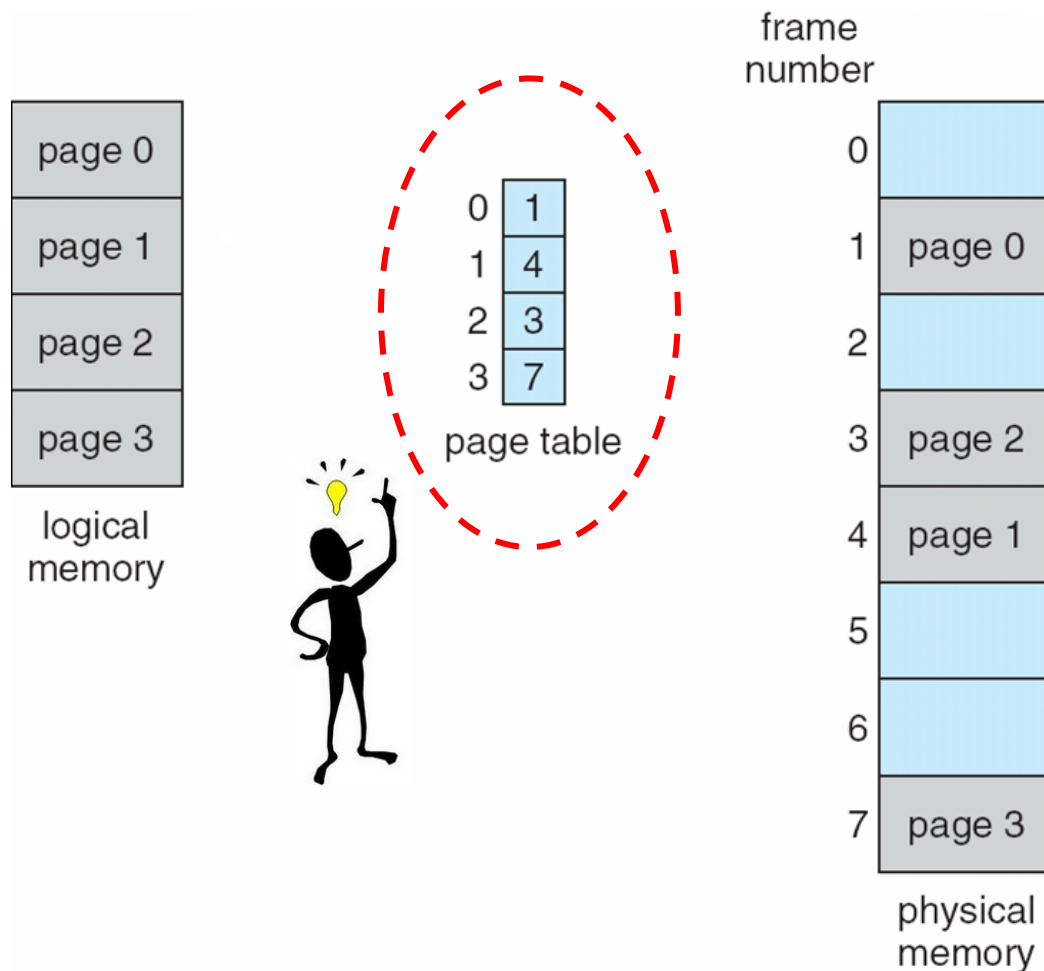 page 0
page 1
page 2
page 3
logical
memory
0 1
1 4
2 3
3 7
page table
frame
number
0
1 page 0
2
3 page 2
4 page 1
5
6
7 page 3
physical
memory